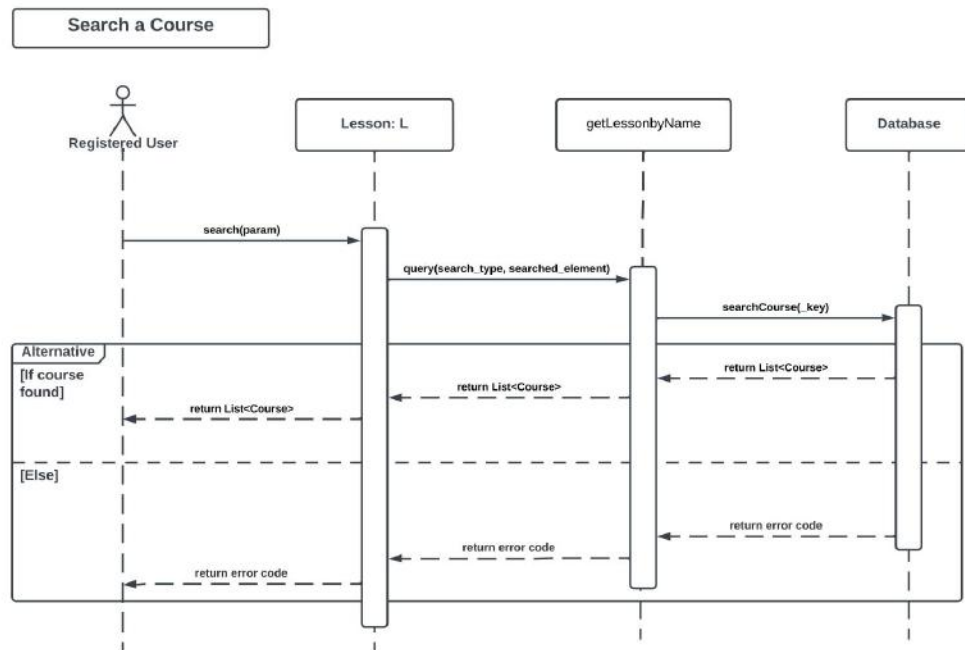 Search a Course
Registered User
Lesson: L
getLessonbyName
Database
search(param)
query(search_type, searched_element)
searchCourse(_key)
Alternative
[If course
found]
return List<Course>
return List<Course>
return List<Course>
[Else]
return error code
return error code
return error code